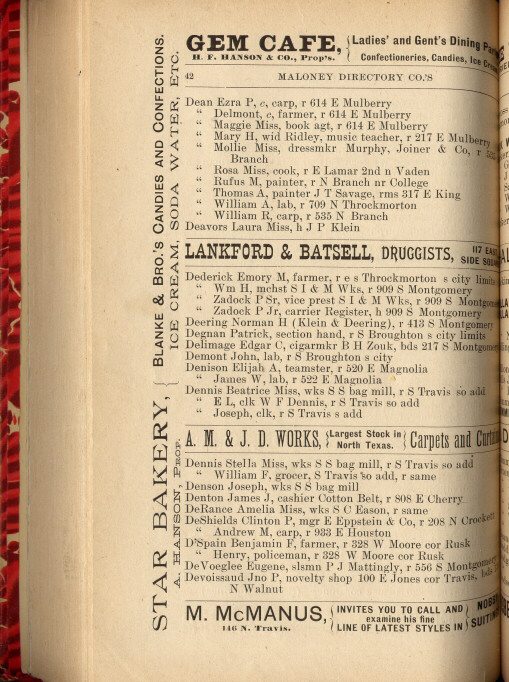 GEM CAFE, { Ladies' and Gent's Dining
H. F. HANSON & CO., Prop's. Confectioneries, Candies, Ice
42 MALONEY DIRECTORY CO.'S
Dean Ezra P, c, carp, r 614 E Mulberry
" Delmont, c, farmer, r 614 E Mulberry
" Maggie Miss, book agt, r 614 E Mulberry
" Mary H, wid Ridley, music teacher, r 217 E Mulberry
" Mollie Miss, dressmkr Murphy, Joiner & Co, r
Branch
" Rosa Miss, cook, r E Lamar 2nd n Vaden
" Rufus M, painter, r N Branch nr College
" Thomas A, painter J T Savage, rms 317 E King
" William A, lab, r 709 N Throckmorton
" William R, carp, r 535 N Branch
Deavors Laura Miss, h J P Klein
LANKFORD & BATSELL, DRUGGISTS, 117 EAST
SIDE
Dederick Emory M, farmer, r e s Throckmorton s city limits
" Wm H, mchst S I & M Wks, r 909 S Montgomery
" Zadock P Sr, vice prest S I & M Wks, r 909 S Montgomery
" Zadock P Jr, carrier Register, h 909 S Montgomery
Deering Norman H (Klein & Deering), r 413 S Montgomery
Degnan Patrick, section hand, r S Broughton s city limits
Delimage Edgar C, cigarmkr B H Zouk, bds 217 S Montgomery
Demont John, lab, r S Broughton s city
Denison Elijah A, teamster, r 520 E Magnolia
" James W, lab, r 522 E Magnolia
Dennis Beatrice Miss, wks S S bag mill, r S Travis so add
" E L, clk W F Dennis, r S Travis so add
" Joseph, clk, r S Travis s add
A. M. & J. D. WORKS, { Largest Stock in } Carpets and
North Texas.
Dennis Stella Miss, wks S S bag mill, r S Travis so add
" William F, grocer, S Travis so add, r same
Denson Joseph, wks S S bag mill
Denton James J, cashier Cotton Belt, r 808 E Cherry
DeRance Amelia Miss, wks S C Eason, r same
DeShields Clinton P, mgr E Eppstein & Co, r 208 N Crockett
" Andrew M, carp, r 933 E Houston
D'Spain Benjamin F, farmer, r 328 W Moore cor Rusk
" Henry, policeman, r 328 W Moore cor Rusk
DeVoeglee Eugene, slsmn P J Mattingly, r 556 S Montgomery
Devoissaud Jno P, novelty shop 100 E Jones cor Travis, bds
N Walnut
M. McMANUS, { INVITES YOU TO CALL AND
examine his fine
146 N. Travis. LINE OF LATEST STYLES IN }
STAR BAKERY, { BLANKE & BRO.'S CANDIES AND CONFECTIONS.
A. HANSON, PROP. ICE CREAM, SODA WATER, ETC.